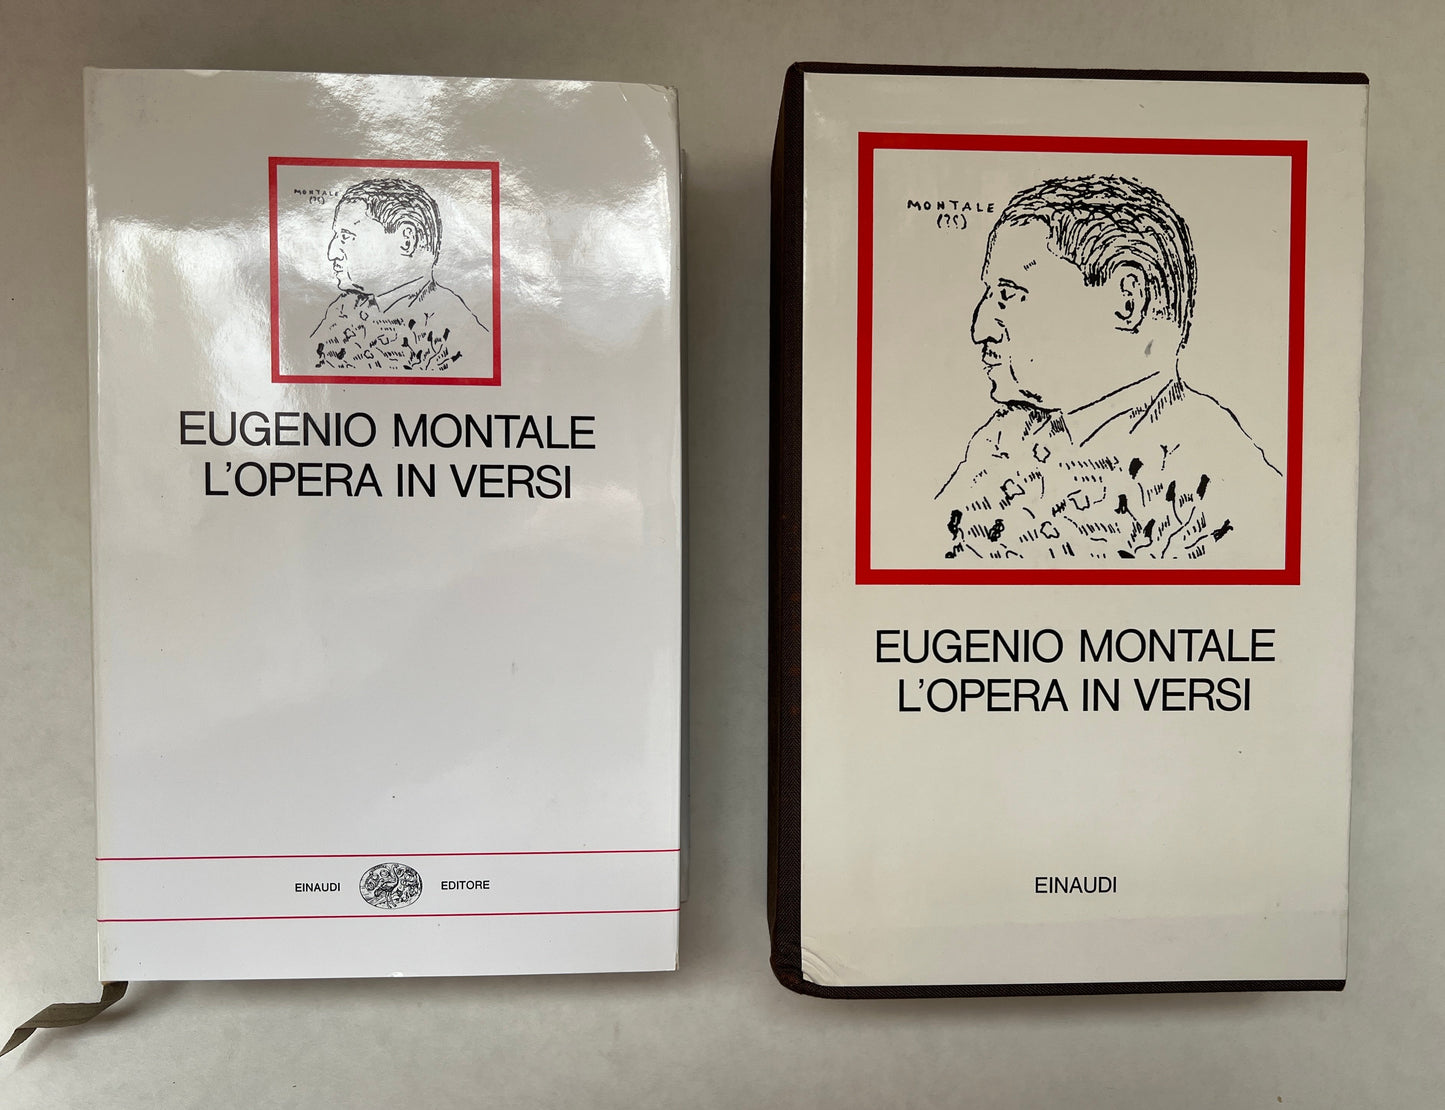 MONTALE
(??)
EUGENIO MONTALE
L'OPERA IN VERSI
EINAUDI
EDITORE
MONTALE
(??)
EUGENIO MONTALE
L'OPERA IN VERSI
EINAUDI